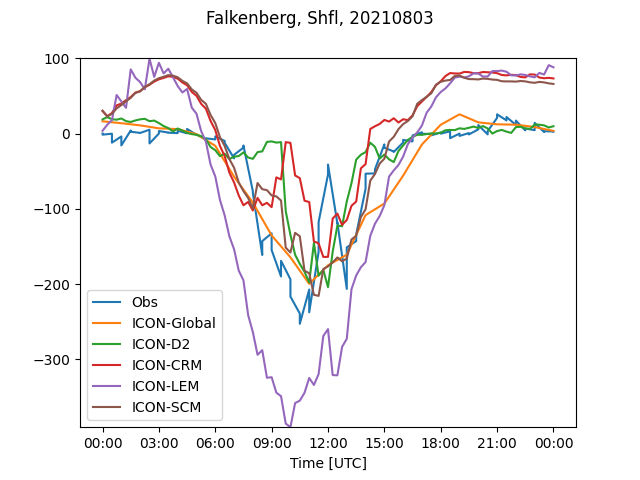 Falkenberg, Shfl, 20210803
100
0
−100
−200
−300
Obs
ICON-Global
ICON-D2
ICON-CRM
ICON-LEM
ICON-SCM
00:00 03:00 06:00 09:00 12:00 15:00 18:00 21:00 00:00
Time [UTC]